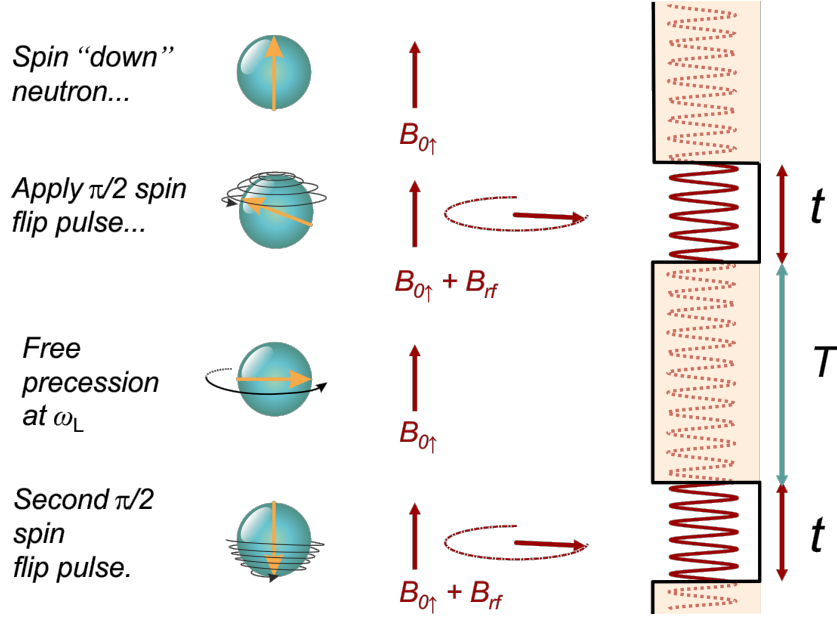 Spin “down”
neutron...
B0↑
Apply π/2 spin
flip pulse...
B0↑ + Brf
t
Free
precession
at ωL
B0↑
T
Second π/2
spin
flip pulse.
B0↑ + Brf
t